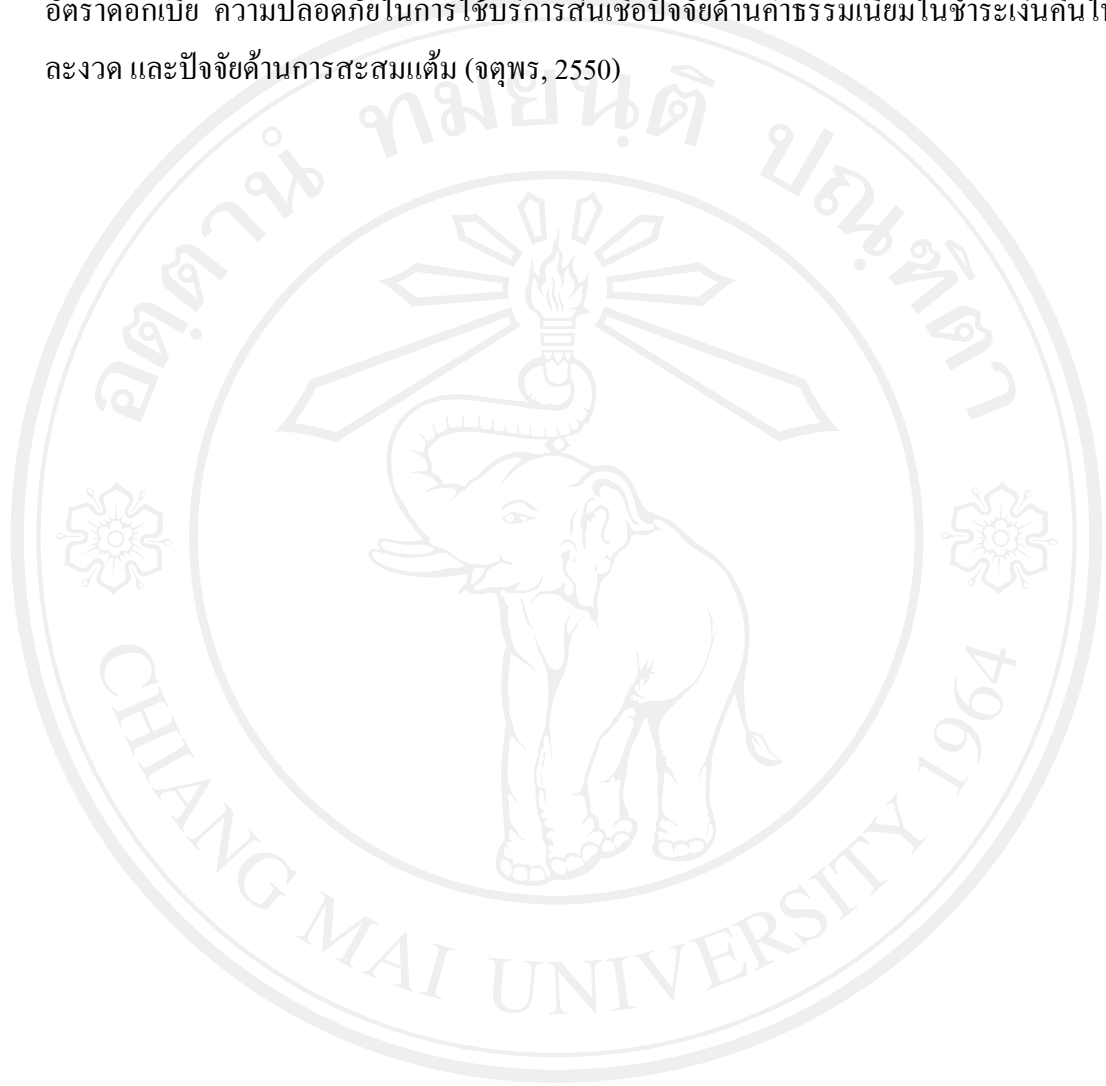 อัตราดอกเบี้ย ความปลอดภัยในการใช้บริการสินเชื่อปัจจัยด้านค่าธรรมเนียมในชำระเงินคืนใน
ละงวด และปัจจัยด้านการสะสมแต้ม (จตุพร, 2550)
อตฺตานํ ทมยนฺติ ปณฺฑิตา
CHIANG MAI UNIVERSITY 1964